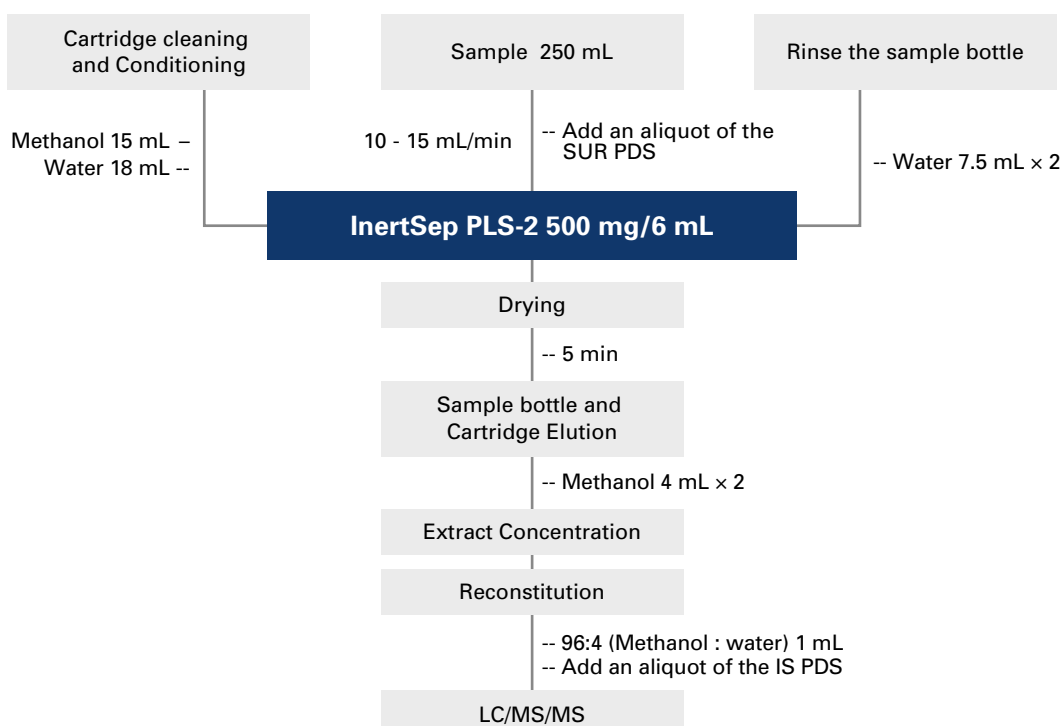 Cartridge cleaning
and Conditioning
Sample 250 mL
Rinse the sample bottle
Methanol 15 mL –
Water 18 mL --
10 - 15 mL/min
-- Add an aliquot of the
SUR PDS
-- Water 7.5 mL × 2
InertSep PLS-2 500 mg/6 mL
Drying
-- 5 min
Sample bottle and
Cartridge Elution
-- Methanol 4 mL × 2
Extract Concentration
Reconstitution
-- 96:4 (Methanol : water) 1 mL
-- Add an aliquot of the IS PDS
LC/MS/MS